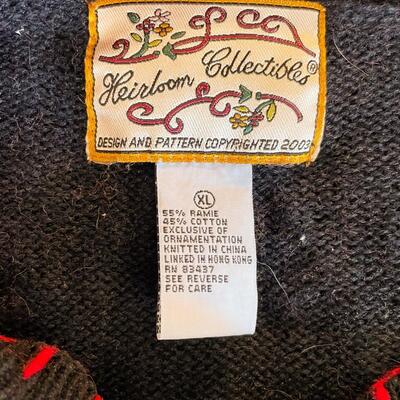 Heirloom Collectibles®
DESIGN AND PATTERN COPYRIGHTED 2003
XL
55% RAMIE
45% COTTON
EXCLUSIVE OF
ORNAMENTATION
KNITTED IN CHINA
LINKED IN HONG KONG
RN 83437
SEE REVERSE
FOR CARE